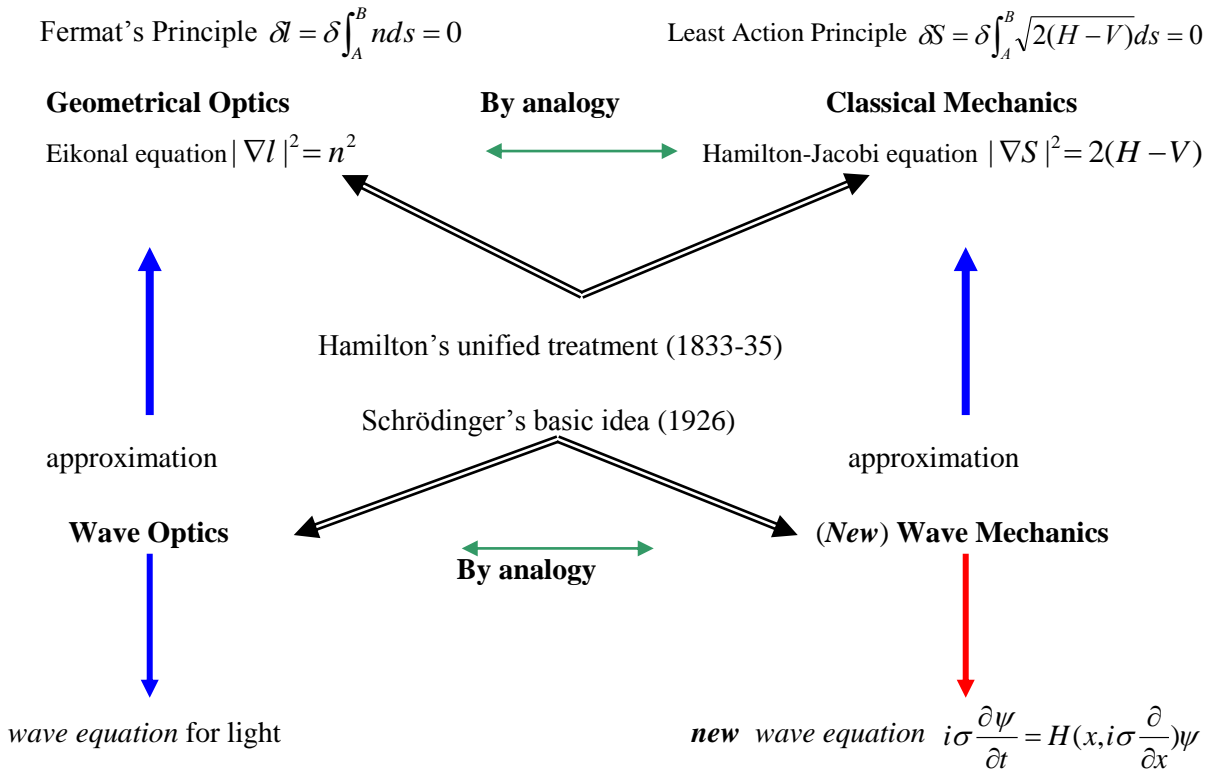 Fermat's Principle δl = δ∫_A^B nds = 0
Least Action Principle δS = δ∫_A^B √2(H − V)ds = 0
Geometrical Optics
By analogy
Classical Mechanics
Eikonal equation | ∇l |² = n²
Hamilton-Jacobi equation | ∇S |² = 2(H − V)
Hamilton's unified treatment (1833-35)
Schrödinger's basic idea (1926)
approximation
approximation
Wave Optics
(New) Wave Mechanics
By analogy
wave equation for light
new wave equation iσ ∂ψ/∂t = H(x, iσ ∂/∂x)ψ